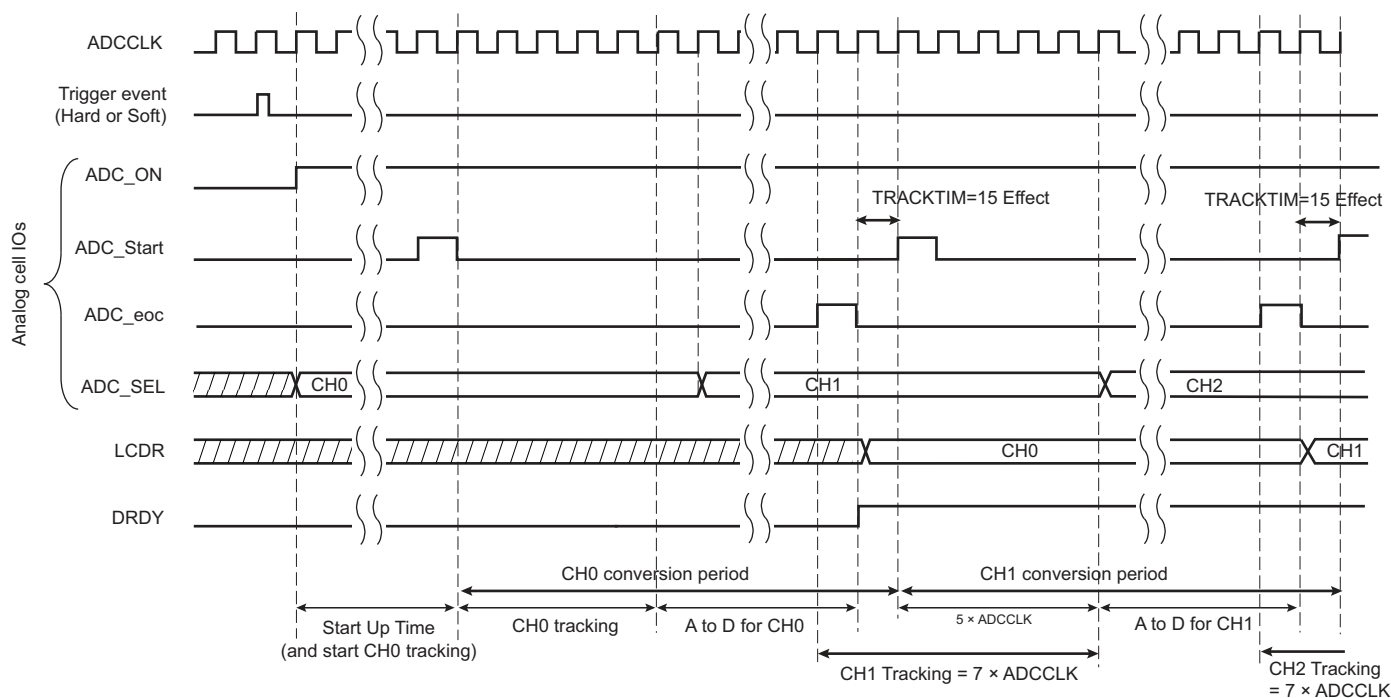 ADCCLK
Trigger event
(Hard or Soft)
Analog cell IOs
ADC_ON
TRACKTIM=15 Effect
TRACKTIM=15 Effect
ADC_Start
ADC_eoc
ADC_SEL
CH0
CH1
CH2
LCDR
CH0
CH1
DRDY
CH0 conversion period
CH1 conversion period
Start Up Time
(and start CH0 tracking)
CH0 tracking
A to D for CH0
5 × ADCCLK
A to D for CH1
CH1 Tracking = 7 × ADCCLK
CH2 Tracking
= 7 × ADCCLK